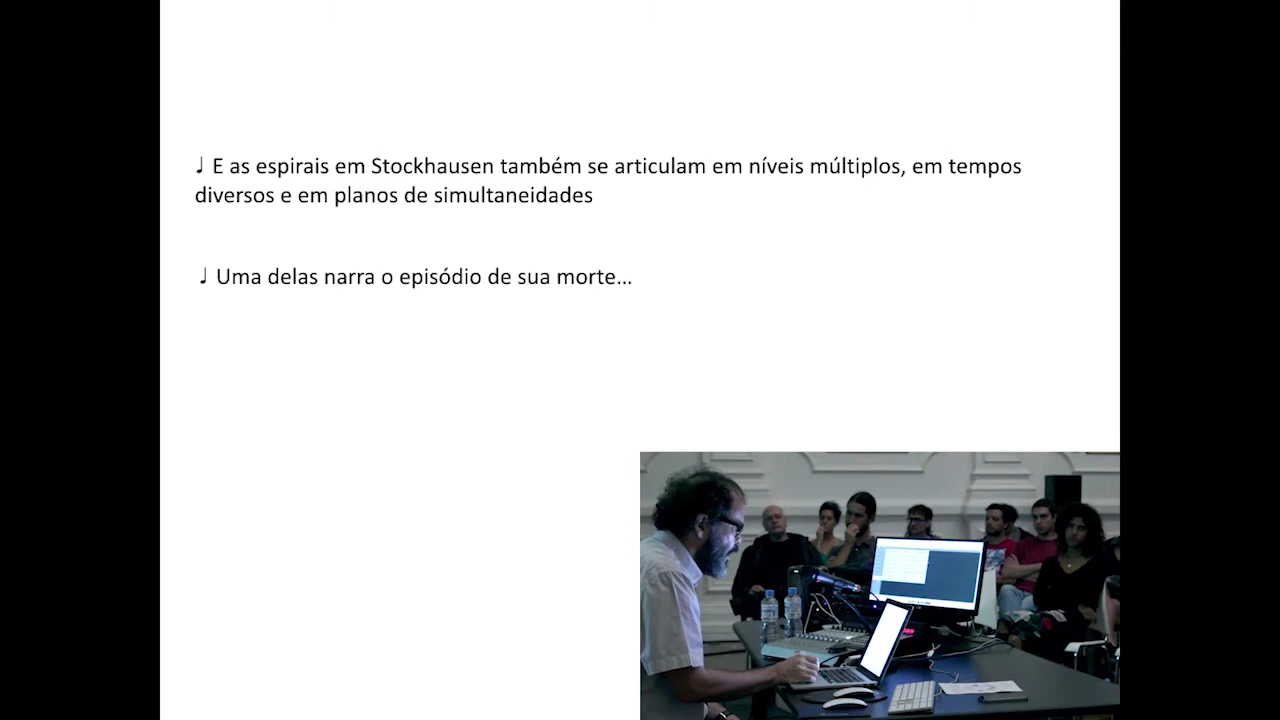 ♩ E as espirais em Stockhausen também se articulam em níveis múltiplos, em tempos
diversos e em planos de simultaneidades
♩ Uma delas narra o episódio de sua morte...